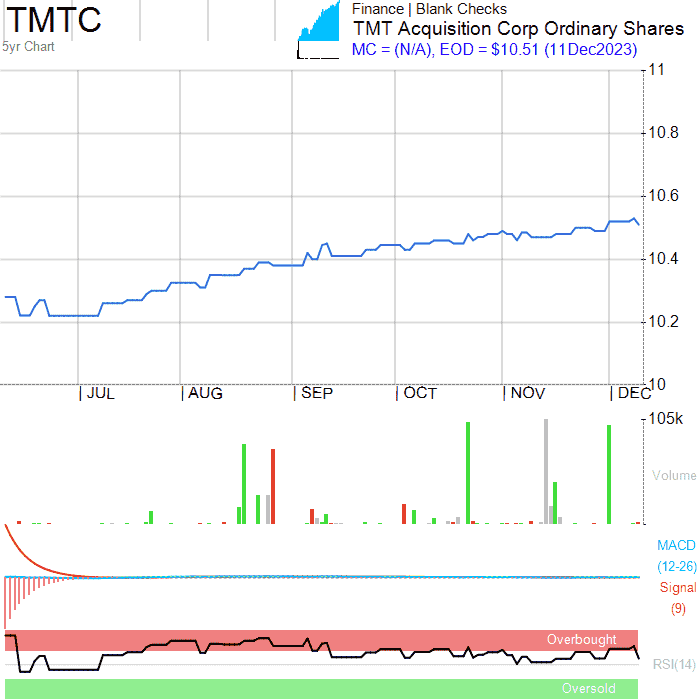 TMTC
5yr Chart
Finance | Blank Checks
TMT Acquisition Corp Ordinary Shares
MC = (N/A), EOD = $10.51 (11Dec2023)
11
10.8
10.6
10.4
10.2
10
| JUL | AUG | SEP | OCT | NOV | DEC
105k
Volume
MACD
(12-26)
Signal
(9)
Overbought
RSI(14)
Oversold